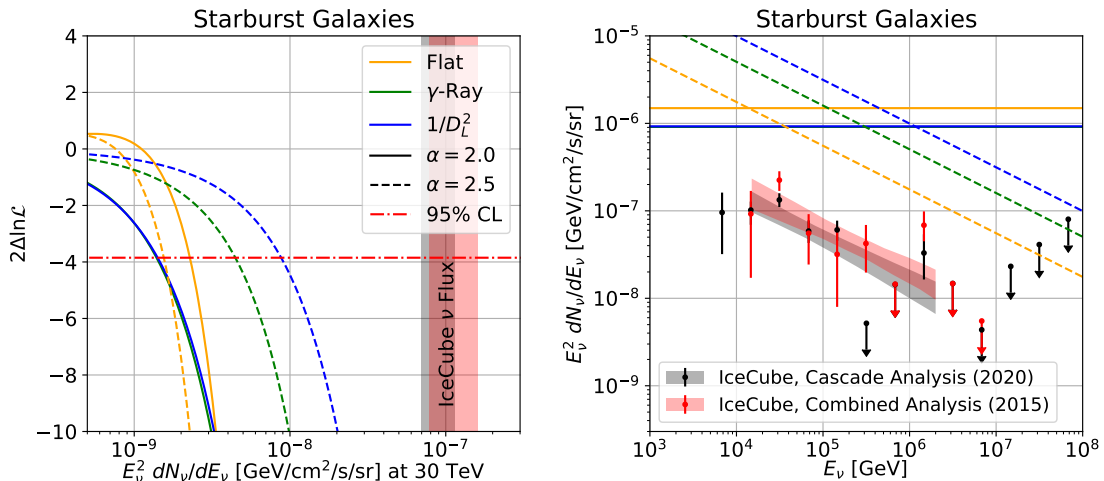 Starburst Galaxies
4
2
0
−2
−4
−6
−8
−10
2Δlnℒ
Flat
γ-Ray
1/D_L^2
α = 2.0
α = 2.5
95% CL
IceCube ν Flux
10^−9
10^−8
10^−7
E_ν^2 dN_ν/dE_ν [GeV/cm^2/s/sr] at 30 TeV
Starburst Galaxies
10^−5
10^−6
10^−7
10^−8
10^−9
E_ν^2 dN_ν/dE_ν [GeV/cm^2/s/sr]
IceCube, Cascade Analysis (2020)
IceCube, Combined Analysis (2015)
10^3
10^4
10^5
10^6
10^7
10^8
E_ν [GeV]